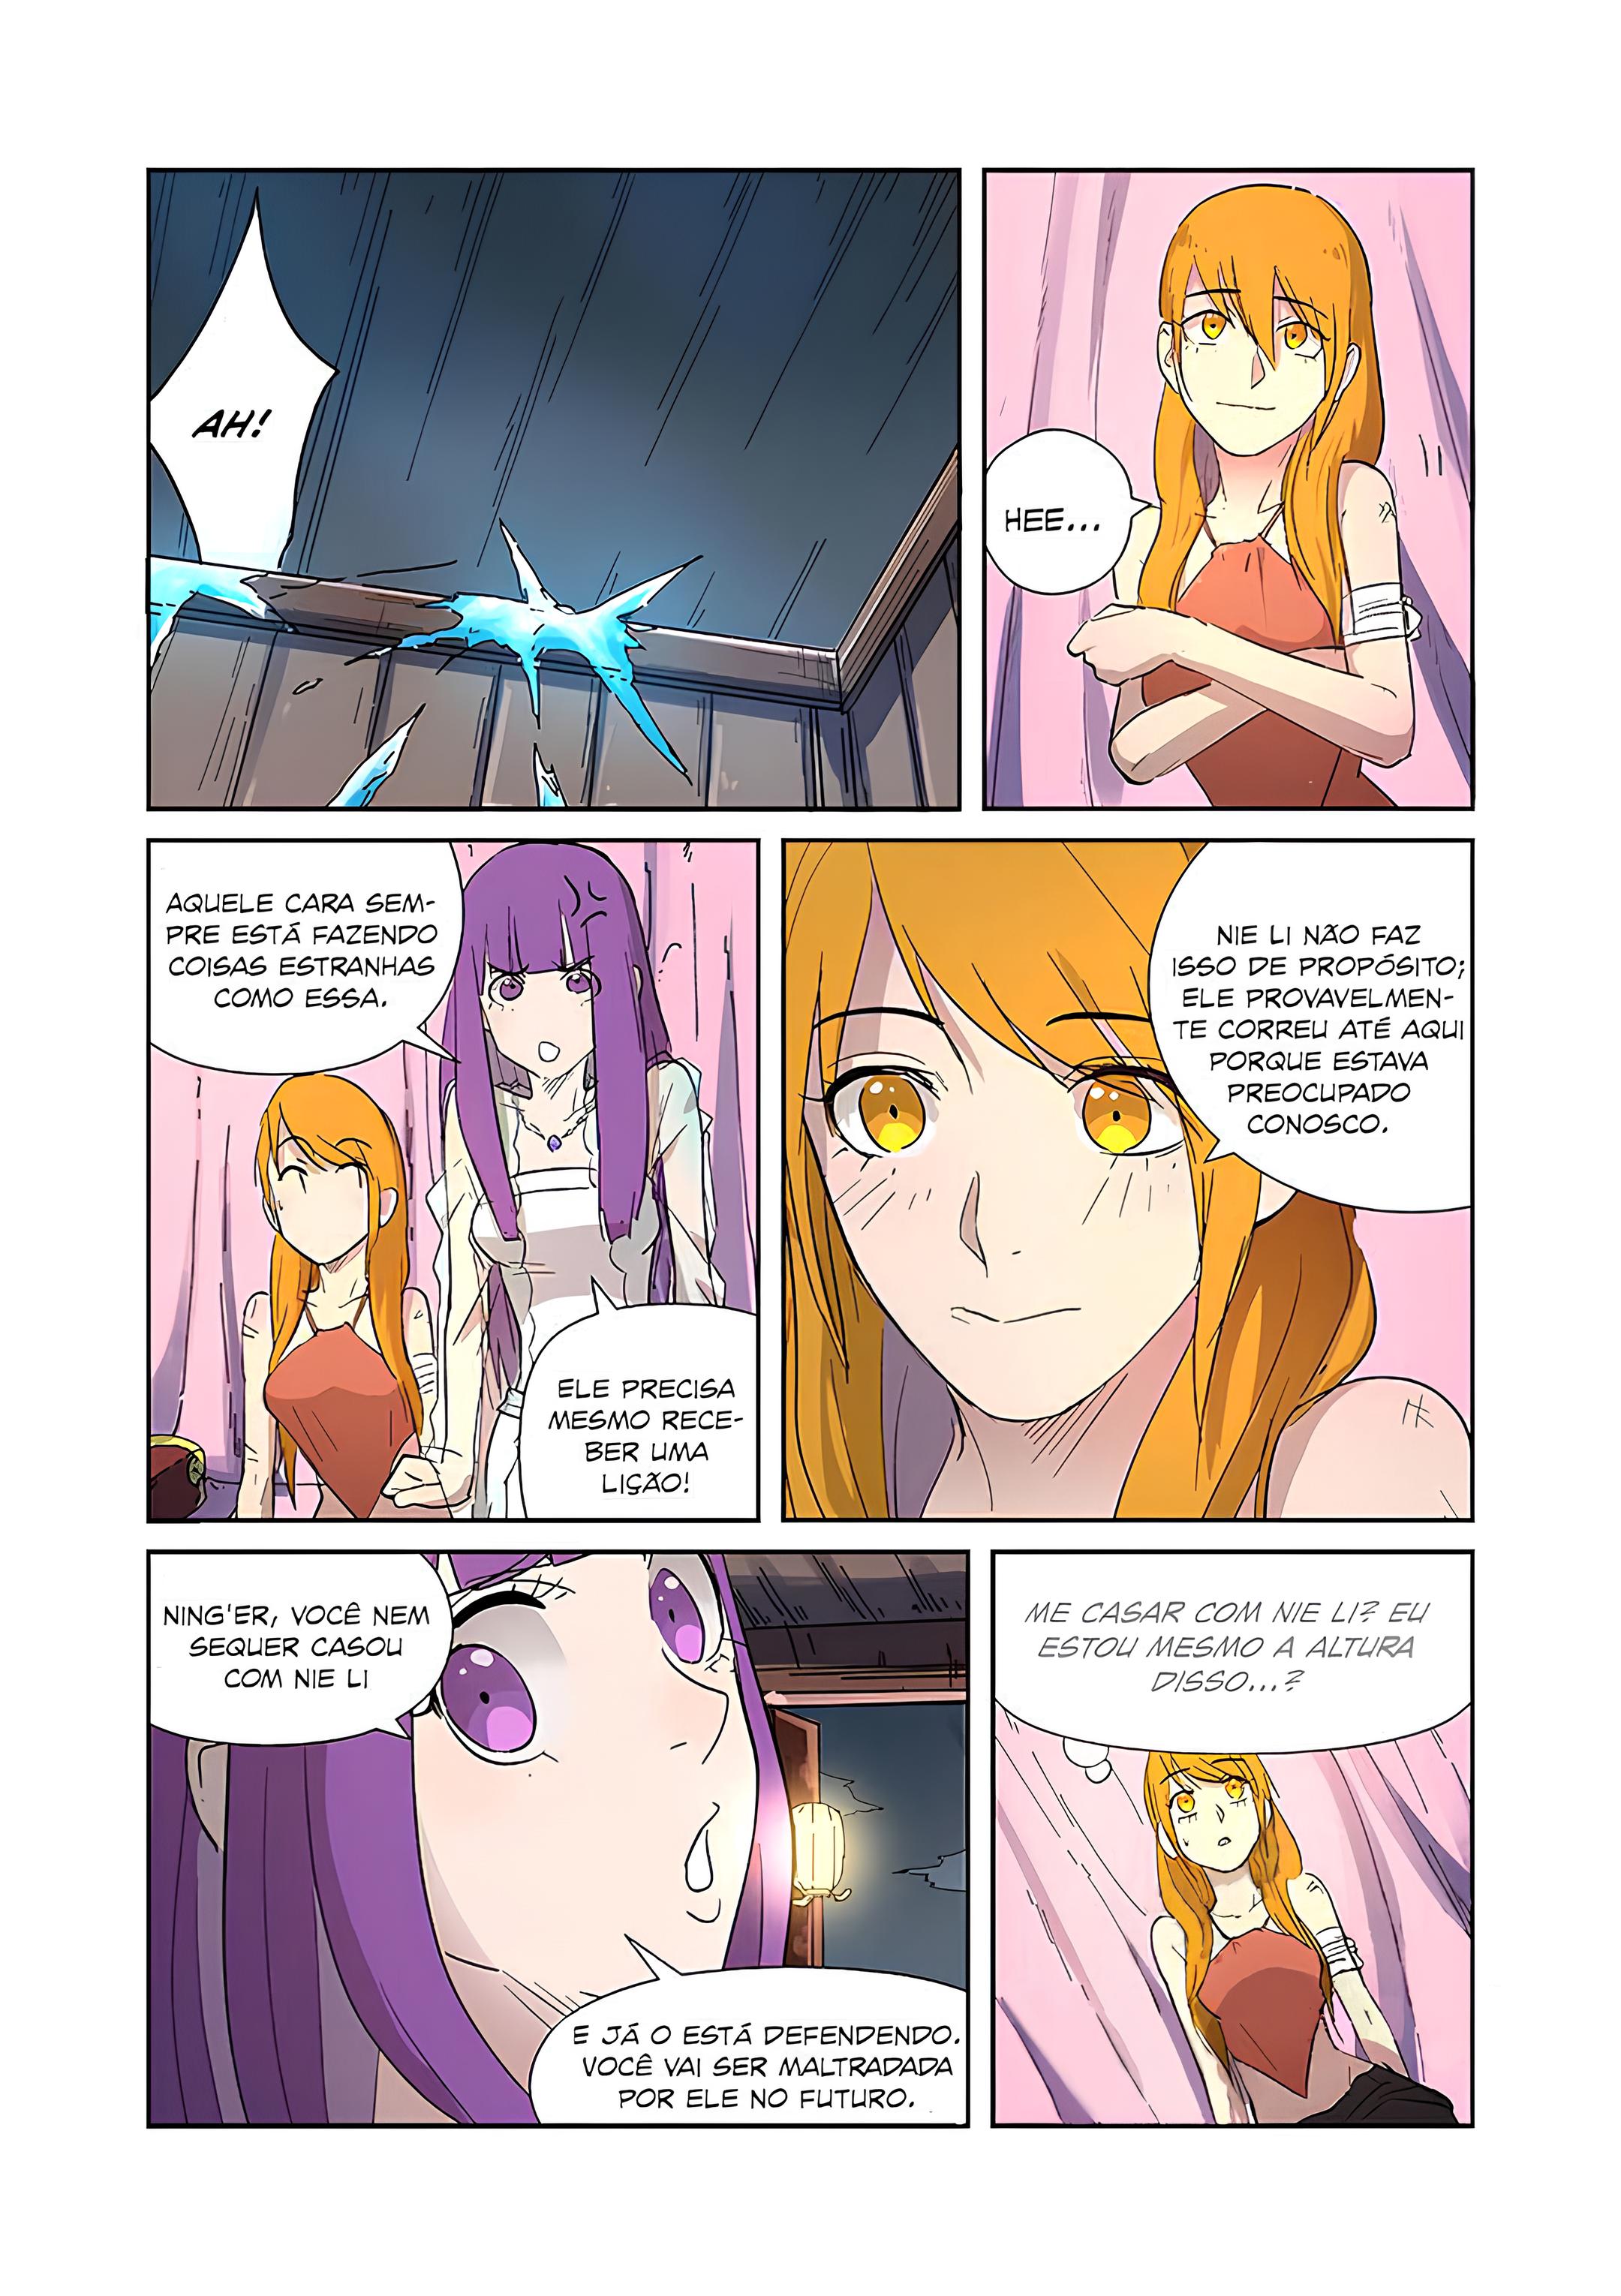 AH!
HEE...
AQUELE CARA SEM-
PRE ESTÁ FAZENDO
COISAS ESTRANHAS
COMO ESSA.
ELE PRECISA
MESMO RECE-
BER UMA
LIÇÃO!
NIE LI NÃO FAZ
ISSO DE PROPÓSITO;
ELE PROVAVELMEN-
TE CORREU ATÉ AQUI
PORQUE ESTAVA
PREOCUPADO
CONOSCO.
NING'ER, VOCÊ NEM
SEQUER CASOU
COM NIE LI
E JÁ O ESTÁ DEFENDENDO.
VOCÊ VAI SER MALTRADADA
POR ELE NO FUTURO.
ME CASAR COM NIE LI? EU
ESTOU MESMO A ALTURA
DISSO...?